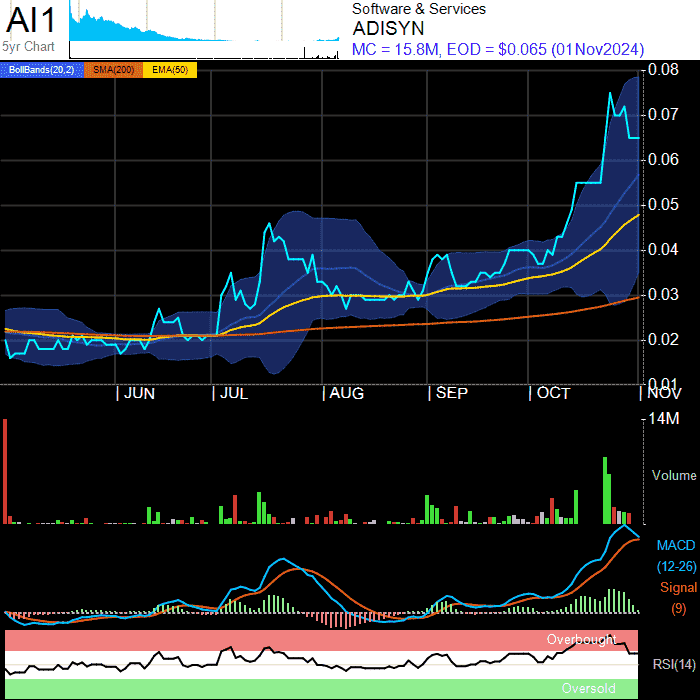 AI1
5yr Chart
Software & Services
ADISYN
MC = 15.8M, EOD = $0.065 (01Nov2024)
BollBands(20,2) SMA(200) EMA(50)
0.08
0.07
0.06
0.05
0.04
0.03
0.02
0.01
JUN JUL AUG SEP OCT NOV
14M
Volume
MACD
(12-26)
Signal
(9)
Overbought
RSI(14)
Oversold